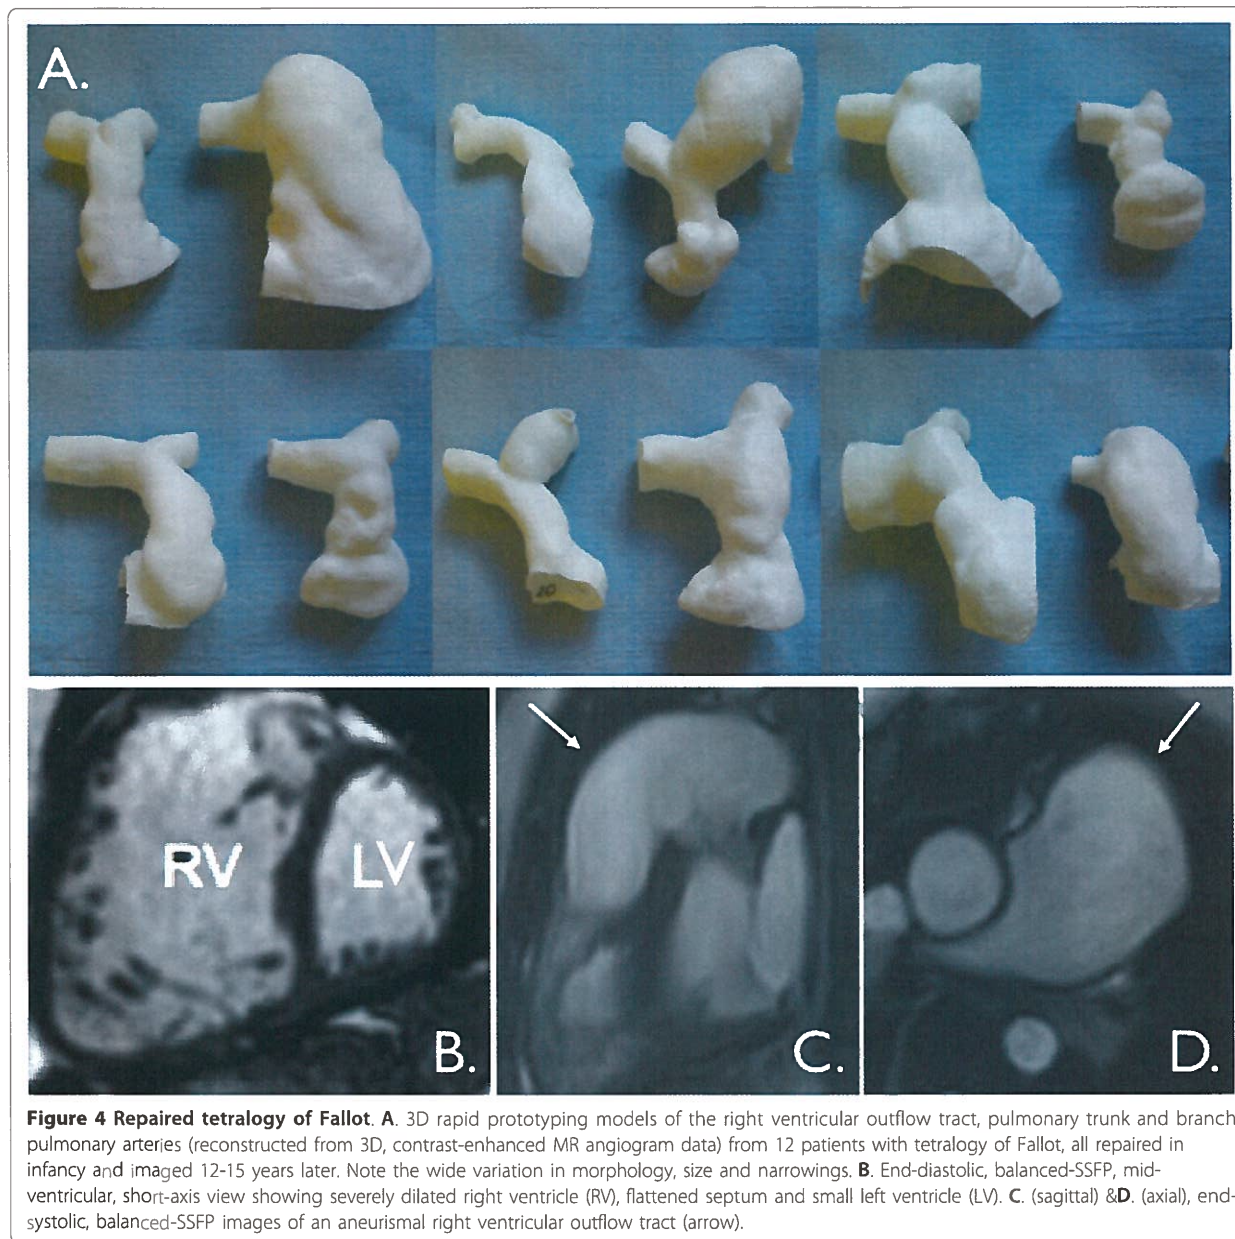 A.
RV
LV
B.
C.
D.
Figure 4 Repaired tetralogy of Fallot. A. 3D rapid prototyping models of the right ventricular outflow tract, pulmonary trunk and branch
pulmonary arteries (reconstructed from 3D, contrast-enhanced MR angiogram data) from 12 patients with tetralogy of Fallot, all repaired in
infancy and imaged 12-15 years later. Note the wide variation in morphology, size and narrowings. B. End-diastolic, balanced-SSFP, mid-
ventricular, short-axis view showing severely dilated right ventricle (RV), flattened septum and small left ventricle (LV). C. (sagittal) &D. (axial), end-
systolic, balanced-SSFP images of an aneurismal right ventricular outflow tract (arrow).